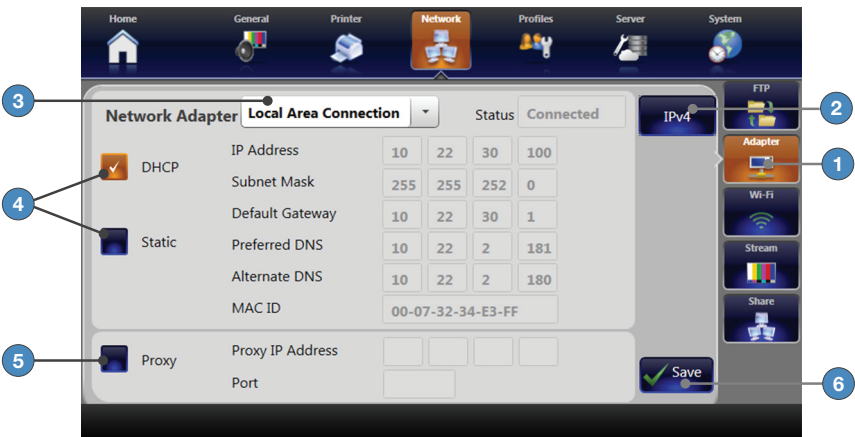 Home General Printer Network Profiles Server System
3 Network Adapter Local Area Connection Status Connected IPv4 2
FTP
Adapter 1
Wi-Fi
Stream
Share
4 DHCP
Static
IP Address 10 22 30 100
Subnet Mask 255 255 252 0
Default Gateway 10 22 30 1
Preferred DNS 10 22 2 181
Alternate DNS 10 22 2 180
MAC ID 00-07-32-34-E3-FF
5 Proxy Proxy IP Address
Port
Save 6